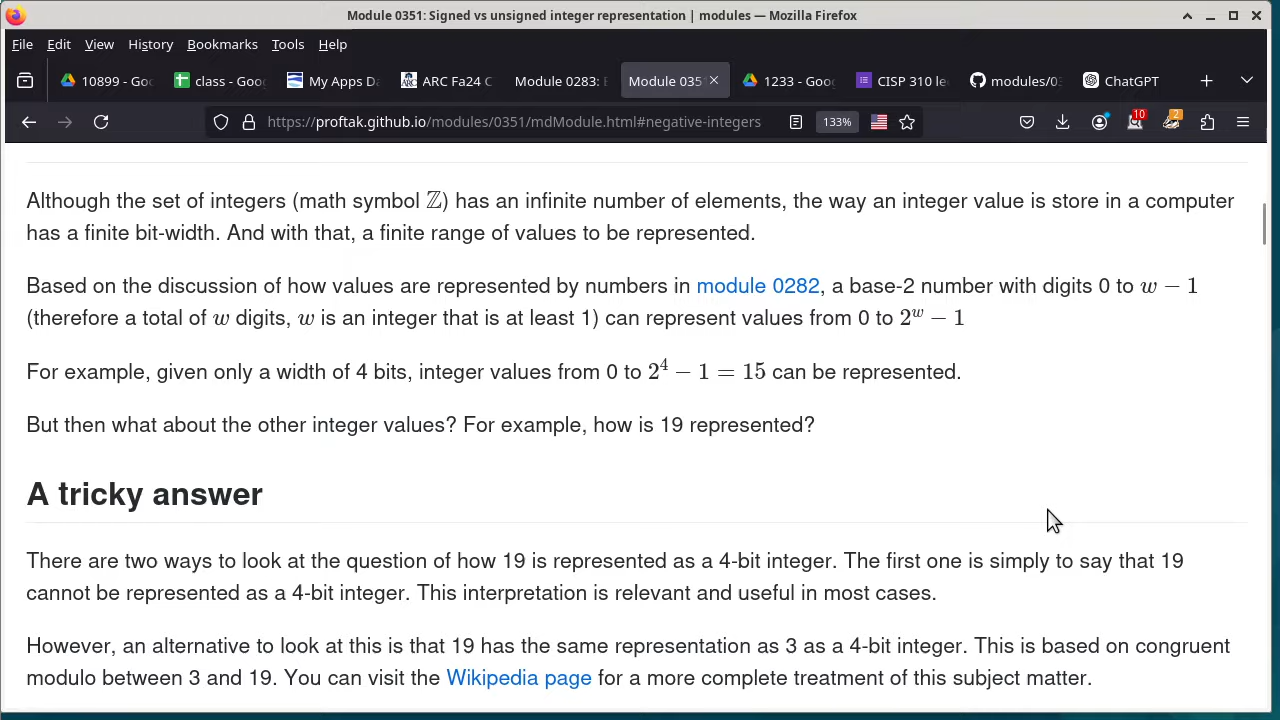 Module 0351: Signed vs unsigned integer representation | modules — Mozilla Firefox
File Edit View History Bookmarks Tools Help
10899 - Goo class - Goo My Apps Da ARC Fa24 C Module 0283: B Module 035 1233 - Goo CISP 310 le modules/03 ChatGPT
https://proftak.github.io/modules/0351/mdModule.html#negative-integers 133% 10 2
Although the set of integers (math symbol ℤ) has an infinite number of elements, the way an integer value is store in a computer
has a finite bit-width. And with that, a finite range of values to be represented.
Based on the discussion of how values are represented by numbers in module 0282, a base-2 number with digits 0 to w − 1
(therefore a total of w digits, w is an integer that is at least 1) can represent values from 0 to 2^w − 1
For example, given only a width of 4 bits, integer values from 0 to 2^4 − 1 = 15 can be represented.
But then what about the other integer values? For example, how is 19 represented?
A tricky answer
There are two ways to look at the question of how 19 is represented as a 4-bit integer. The first one is simply to say that 19
cannot be represented as a 4-bit integer. This interpretation is relevant and useful in most cases.
However, an alternative to look at this is that 19 has the same representation as 3 as a 4-bit integer. This is based on congruent
modulo between 3 and 19. You can visit the Wikipedia page for a more complete treatment of this subject matter.